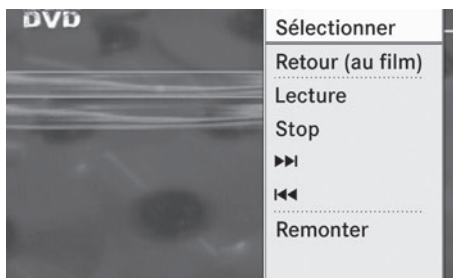 DVD
Sélectionner
Retour (au film)
Lecture
Stop
⏭
⏮
Remonter